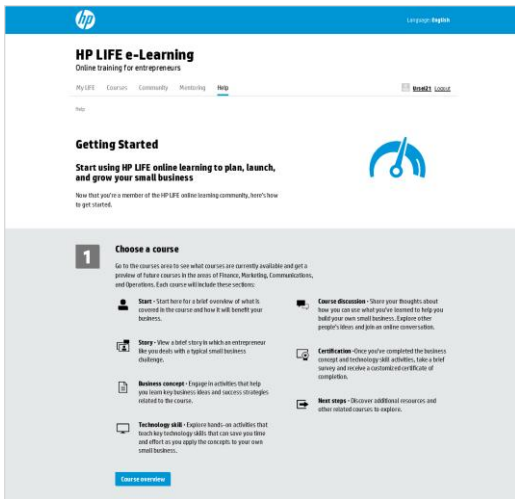 hp
Language: English
HP LIFE e-Learning
Online training for entrepreneurs
My LIFE Courses Community Mentoring Help
Logout
Help
Getting Started
Start using HP LIFE online learning to plan, launch,
and grow your small business
Now that you're a member of the HP LIFE online learning community, here's how
to get started.
1
Choose a course
Go to the courses area to see what courses are currently available and get a
preview of future courses in the areas of Finance, Marketing, Communications,
and Operations. Each course will include these sections:
Start - Start here for a brief overview of what is
covered in the course and how it will benefit your
business.
Story - View a brief story in which an entrepreneur
like you deals with a typical small business
challenge.
Business concept - Engage in activities that help
you learn key business ideas and success strategies
related to the course.
Technology skill - Explore hands-on activities that
teach key technology skills that can save you time
and effort as you apply the concepts to your own
small business.
Course discussion - Share your thoughts about
how you can use what you've learned to help you
build your own small business. Explore other
people's ideas and join an online conversation.
Certification - Once you've completed the business
concept and technology skill activities, take a brief
survey and receive a customized certificate of
completion.
Next steps - Discover additional resources and
other related courses to explore.
Course overview